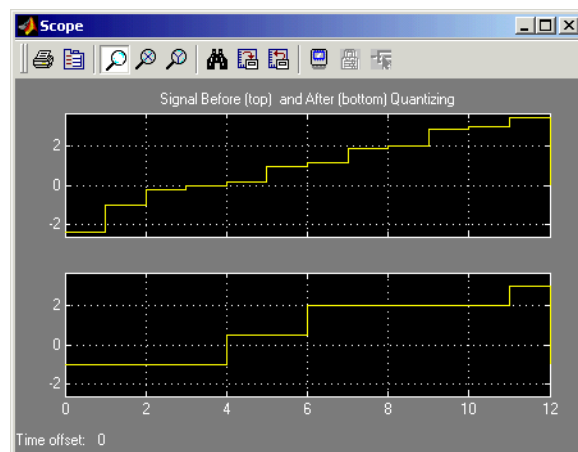 Scope
Signal Before (top) and After (bottom) Quantizing
2
0
-2
2
0
-2
0 2 4 6 8 10 12
Time offset: 0